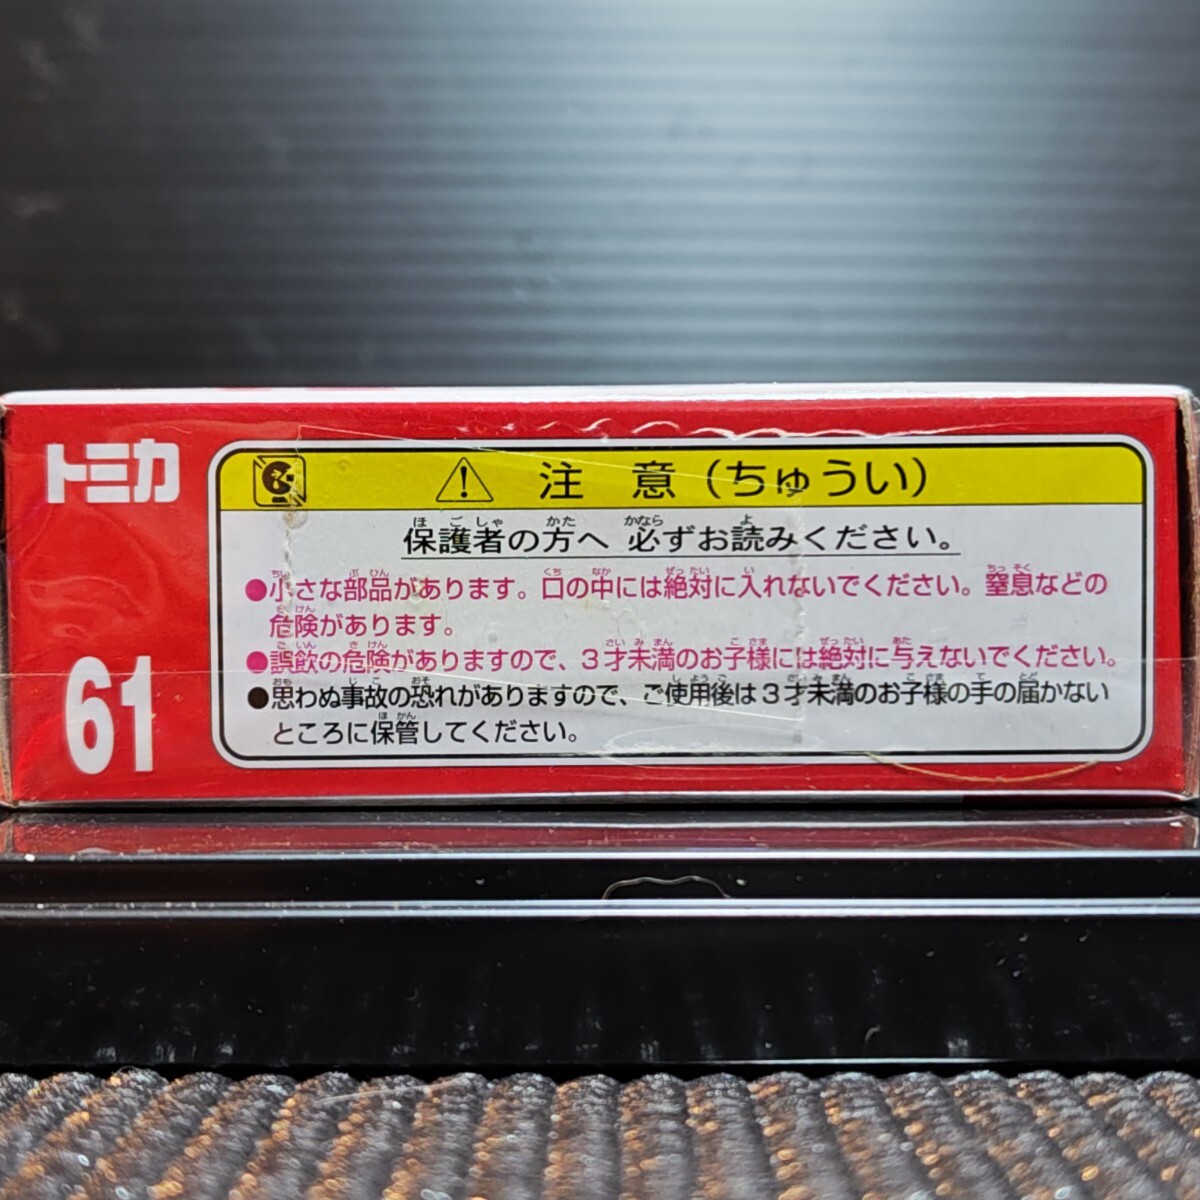 トミカ
61
注 意（ちゅうい）
保護者の方へ 必ずお読みください。
●小さな部品があります。口の中には絶対に入れないでください。窒息などの
危険があります。
●誤飲の危険がありますので、3才未満のお子様には絶対に与えないでください。
●思わぬ事故の恐れがありますので、ご使用後は3才未満のお子様の手の届かない
ところに保管してください。